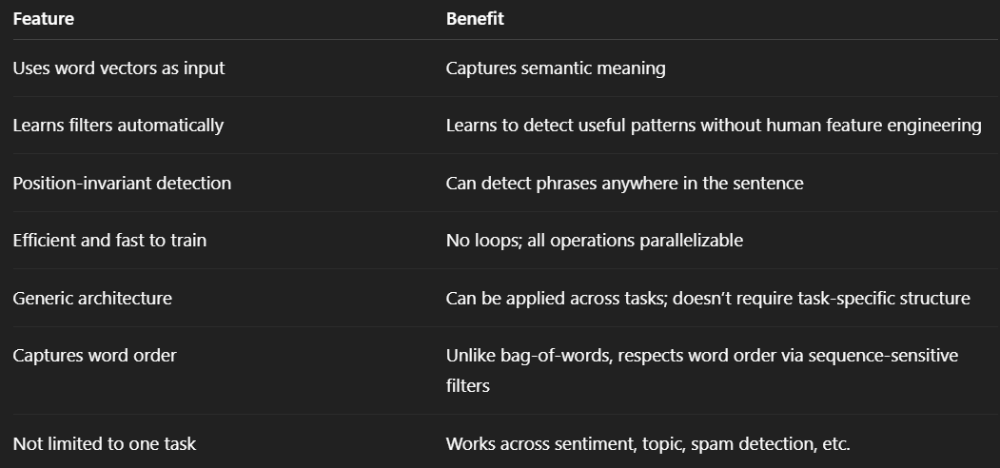 Feature Benefit
Uses word vectors as input Captures semantic meaning
Learns filters automatically Learns to detect useful patterns without human feature engineering
Position-invariant detection Can detect phrases anywhere in the sentence
Efficient and fast to train No loops; all operations parallelizable
Generic architecture Can be applied across tasks; doesn’t require task-specific structure
Captures word order Unlike bag-of-words, respects word order via sequence-sensitive
filters
Not limited to one task Works across sentiment, topic, spam detection, etc.